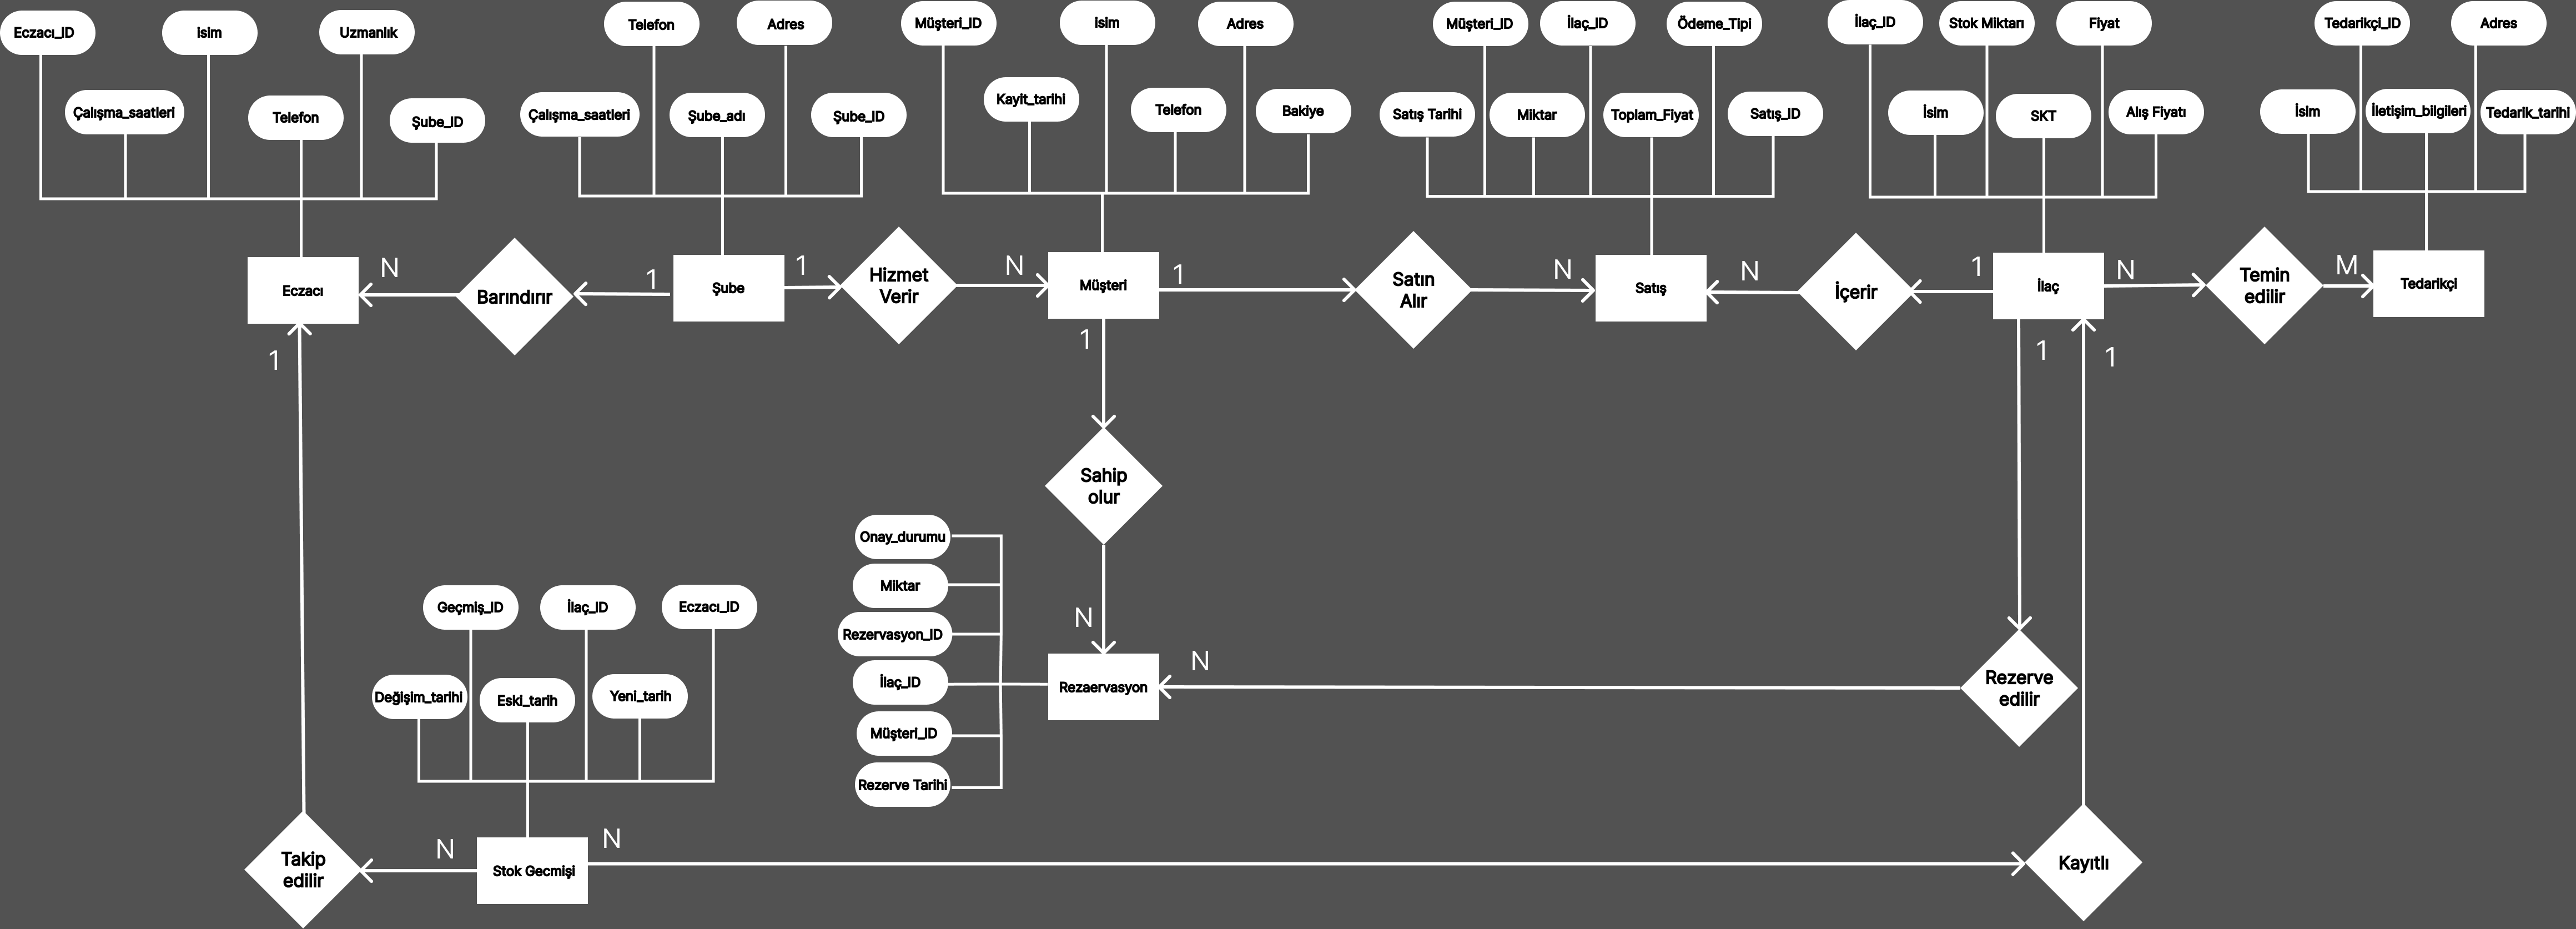 Eczacı_ID
isim
Uzmanlık
Çalışma_saatleri
Telefon
Şube_ID
Telefon
Adres
Çalışma_saatleri
Şube_adı
Şube_ID
Müşteri_ID
isim
Adres
Kayit_tarihi
Telefon
Bakiye
Müşteri_ID
İlaç_ID
Ödeme_Tipi
Satış Tarihi
Miktar
Toplam_Fiyat
Satış_ID
İlaç_ID
Stok Miktarı
Fiyat
İsim
SKT
Alış Fiyatı
Tedarikçi_ID
Adres
İsim
İletişim_bilgileri
Tedarik_tarihi
Eczacı
N
Barındırır
1
Şube
1
Hizmet
Verir
N
Müşteri
1
Satın
Alır
N
Satış
N
İçerir
1
İlaç
N
Temin
edilir
M
Tedarikçi
1
1
1
1
Sahip
olur
N
Onay_durumu
Miktar
Rezervasyon_ID
İlaç_ID
Müşteri_ID
Rezerve Tarihi
Rezaervasyon
N
Rezerve
edilir
Geçmiş_ID
İlaç_ID
Eczacı_ID
Değişim_tarihi
Eski_tarih
Yeni_tarih
Takip
edilir
N
Stok Gecmişi
N
Kayıtlı